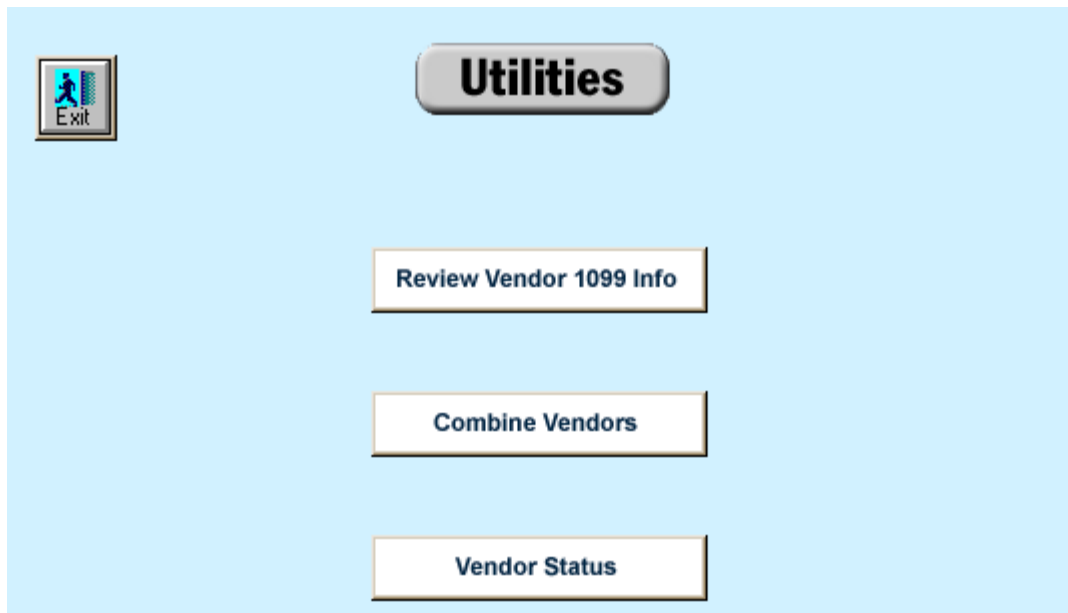 Utilities
Exit
Review Vendor 1099 Info
Combine Vendors
Vendor Status